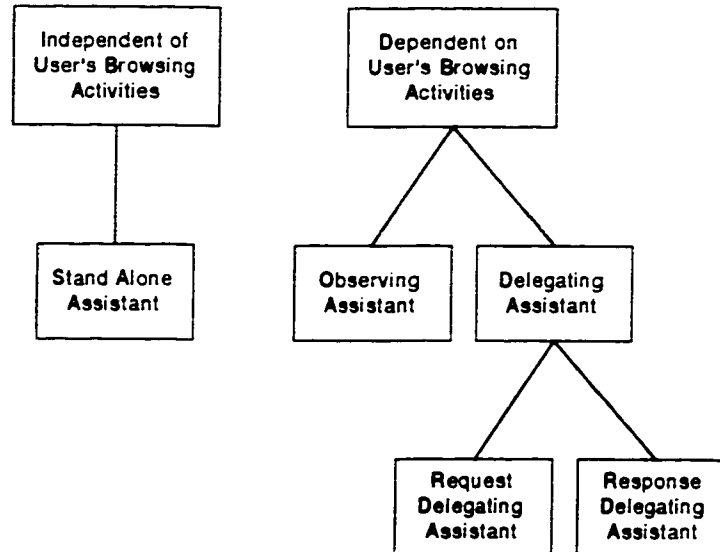 Independent of
User's Browsing
Activities
Dependent on
User's Browsing
Activities
Stand Alone
Assistant
Observing
Assistant
Delegating
Assistant
Request
Delegating
Assistant
Response
Delegating
Assistant